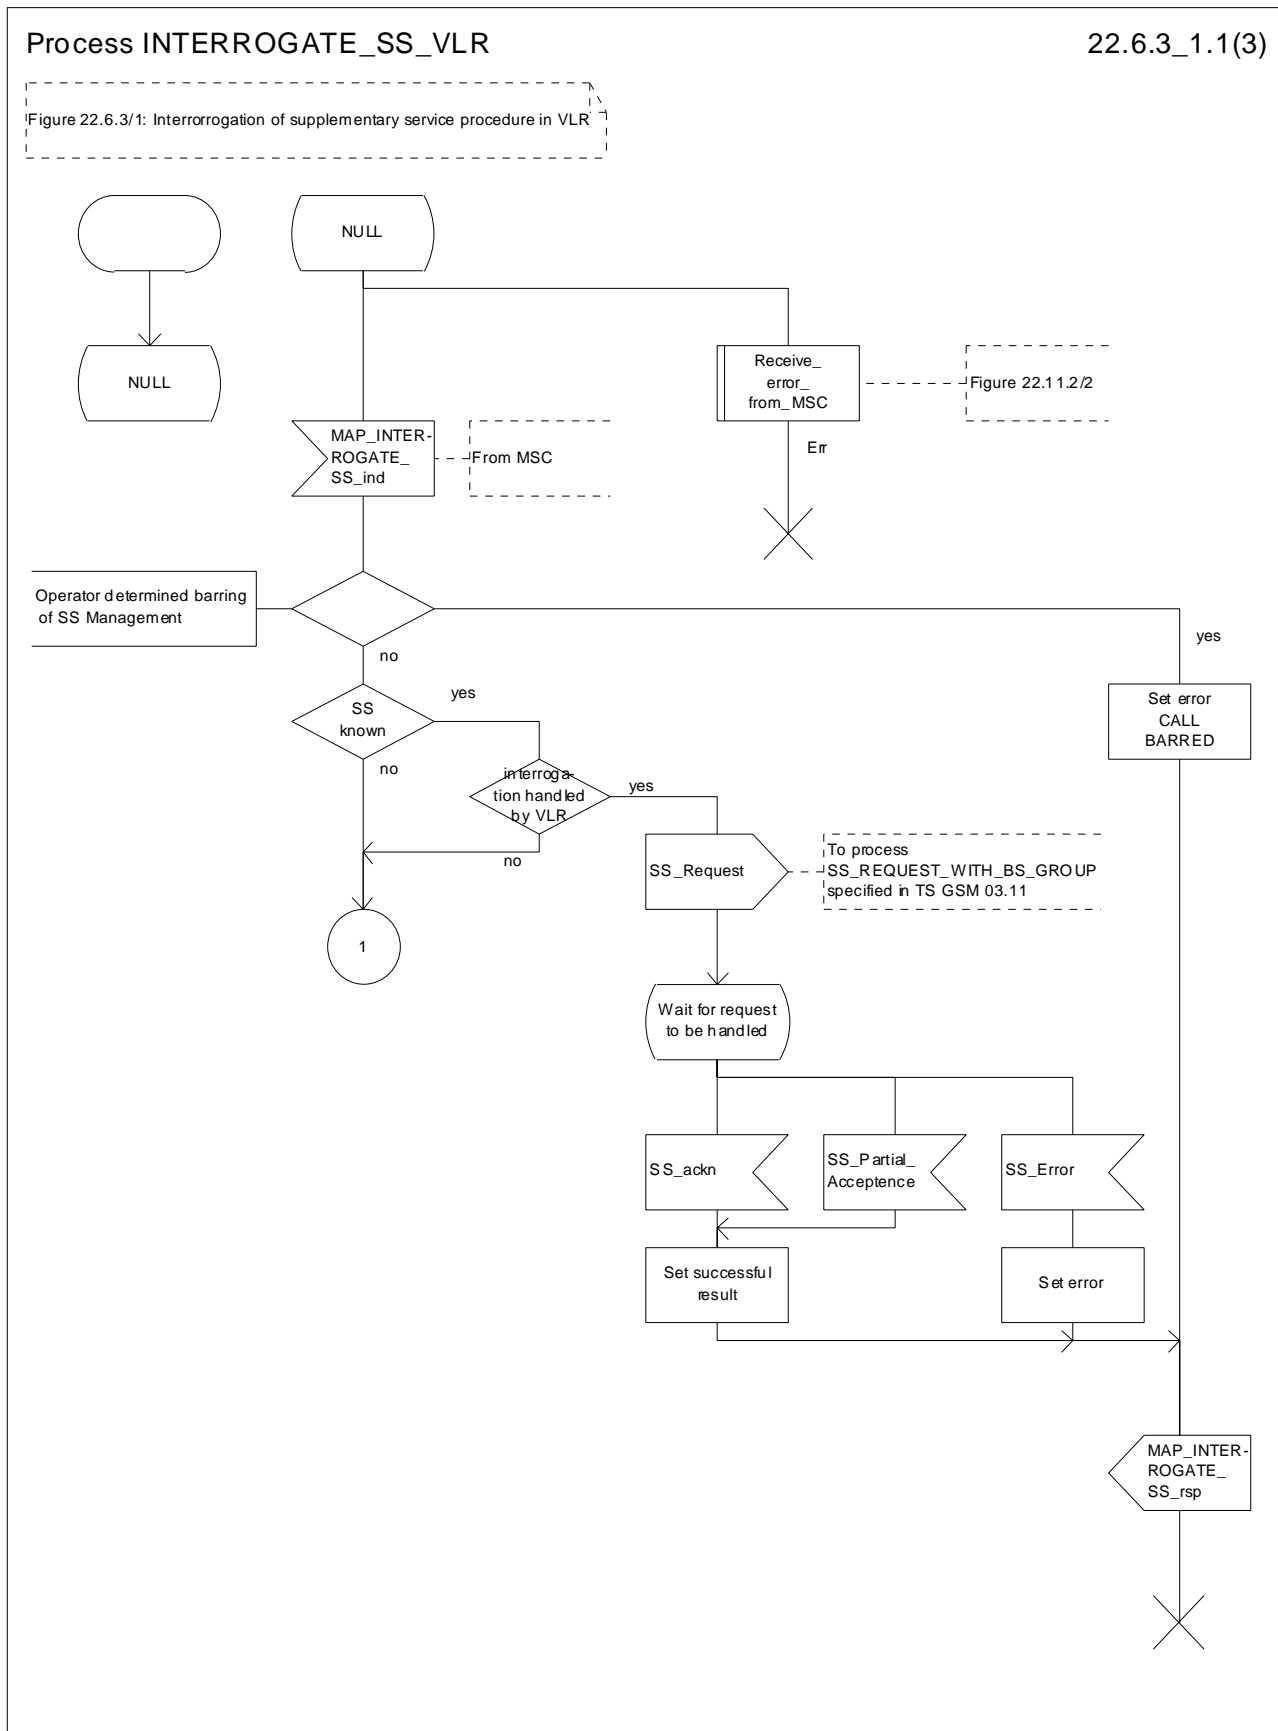 Process INTERROGATE_SS_VLR
22.6.3_1.1(3)
Figure 22.6.3/1: Interrorrogation of supplementary service procedure in VLR
NULL
NULL
Receive_
error_
from_MSC
Figure 22.11.2/2
MAP_INTER-
ROGATE_
SS_ind
From MSC
Err
Operator determined barring
of SS Management
yes
no
Set error
CALL
BARRED
SS
known
yes
no
interroga-
tion handled
by VLR
yes
no
SS_Request
To process
SS_REQUEST_WITH_BS_GROUP
specified in TS GSM 03.11
1
Wait for request
to be handled
SS_ackn
SS_Partial_
Acceptence
SS_Error
Set successful
result
Set error
MAP_INTER-
ROGATE_
SS_rsp